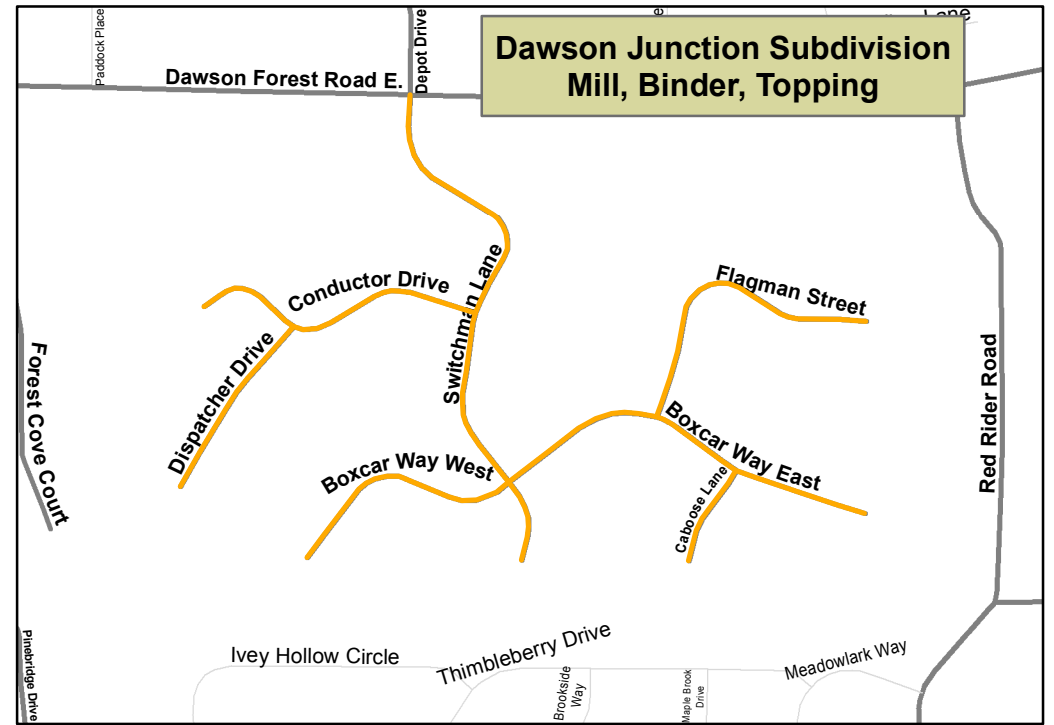 Paddock Place
Depot Drive
Lane
Dawson Junction Subdivision
Mill, Binder, Topping
Dawson Forest Road E.
Switchman Lane
Conductor Drive
Flagman Street
Dispatcher Drive
Forest Cove Court
Red Rider Road
Boxcar Way West
Boxcar Way East
Caboose Lane
Pinebridge Drive
Ivey Hollow Circle
Thimbleberry Drive
Meadowlark Way
Brookside
Way
Maple Brook
Drive